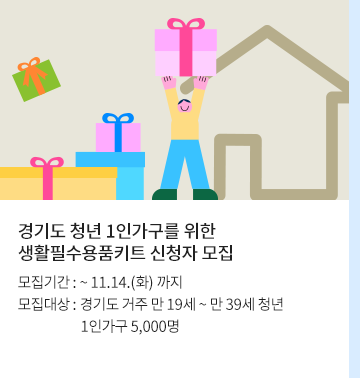 경기도 청년 1인가구를 위한
생활필수용품키트 신청자 모집
모집기간 : ~ 11.14.(화) 까지
모집대상 : 경기도 거주 만 19세 ~ 만 39세 청년
1인가구 5,000명